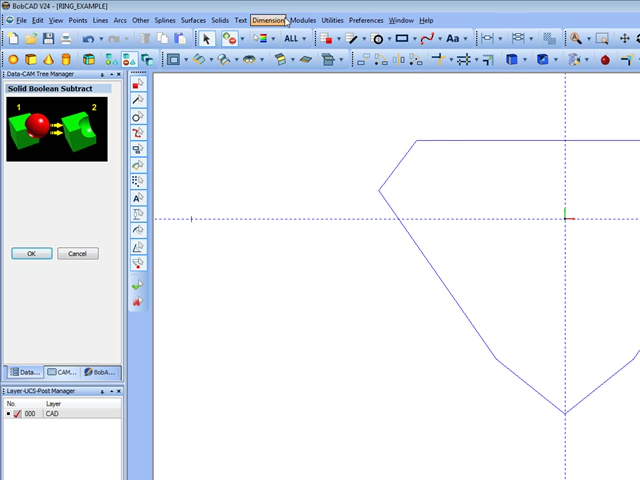 BobCAD V24 - [RING_EXAMPLE]
File Edit View Points Lines Arcs Other Splines Surfaces Solids Text Dimension Modules Utilities Preferences Window Help
ALL Aa
Data-CAM Tree Manager
Solid Boolean Subtract
1 2
OK Cancel
Data... CAM... BobA...
Layer-UCS-Post Manager
No. Layer
000 CAD
A